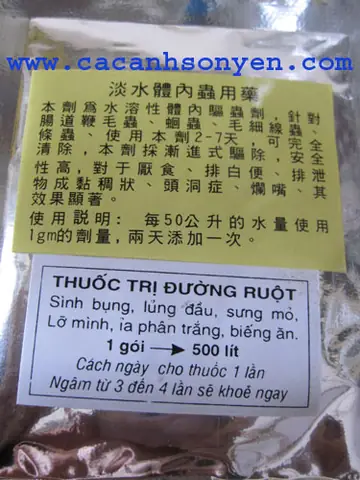 www.cacanhsonyen.com
淡水體內蟲用藥
本劑爲水溶性體內驅蟲劑，針對
腸道鞭毛蟲、蛔蟲、毛細線蟲、
條蟲、使用本劑2-7天，可完全
清除，本劑採漸進式驅除，安全
性高，對于厭食、排白便、排泄
物成黏稠狀、頭洞症、爛嘴、其
效果顯著。
使用説明：每50公升的水量使用
1gm的劑量，兩天添加一次。
THUỐC TRỊ ĐƯỜNG RUỘT
Sình bụng, lủng đầu, sưng mỏ,
Lỡ mình, ỉa phân trắng, biếng ăn.
1 gói → 500 lít
Cách ngày cho thuốc 1 lần
Ngâm từ 3 đến 4 lần sẽ khoẻ ngay